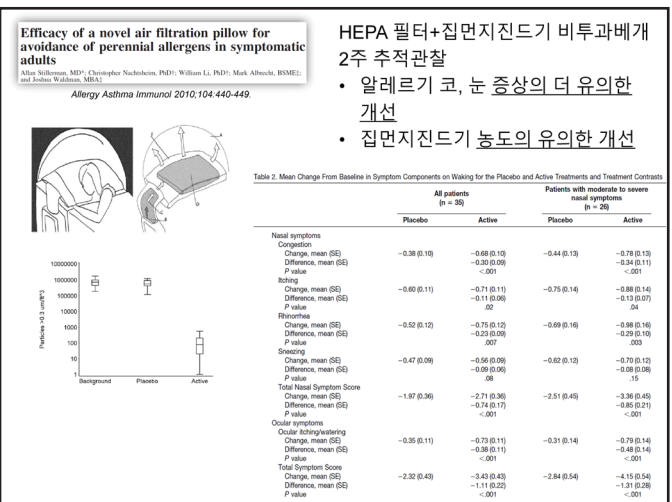 Efficacy of a novel air filtration pillow for
avoidance of perennial allergens in symptomatic
adults
Allan Stillerman, MD*; Christopher Nachtsheim, PhD†; William Li, PhD†; Mark Albrecht, BSME‡;
and Joshua Waldman, MBA‡
Allergy Asthma Immunol 2010;104:440-449.
HEPA 필터+집먼지진드기 비투과베개
2주 추적관찰
• 알레르기 코, 눈 증상의 더 유의한
개선
• 집먼지진드기 농도의 유의한 개선
Particles >0.3 um/ft^3
10000000
1000000
100000
10000
1000
100
10
1
Background Placebo Active
Table 2. Mean Change From Baseline in Symptom Components on Waking for the Placebo and Active Treatments and Treatment Contrasts
All patients (n = 35) Patients with moderate to severe nasal symptoms (n = 26)
Placebo Active Placebo Active
Nasal symptoms
Congestion
Change, mean (SE) −0.38 (0.10) −0.68 (0.10) −0.44 (0.13) −0.78 (0.13)
Difference, mean (SE) −0.30 (0.09) −0.34 (0.11)
P value <.001 <.001
Itching
Change, mean (SE) −0.60 (0.11) −0.71 (0.11) −0.75 (0.14) −0.88 (0.14)
Difference, mean (SE) −0.11 (0.06) −0.13 (0.07)
P value .02 .04
Rhinorrhea
Change, mean (SE) −0.52 (0.12) −0.75 (0.12) −0.69 (0.16) −0.98 (0.16)
Difference, mean (SE) −0.23 (0.09) −0.29 (0.10)
P value .007 .003
Sneezing
Change, mean (SE) −0.47 (0.09) −0.56 (0.09) −0.62 (0.12) −0.70 (0.12)
Difference, mean (SE) −0.09 (0.06) −0.08 (0.08)
P value .08 .15
Total Nasal Symptom Score
Change, mean (SE) −1.97 (0.36) −2.71 (0.36) −2.51 (0.45) −3.36 (0.45)
Difference, mean (SE) −0.74 (0.17) −0.85 (0.21)
P value <.001 <.001
Ocular symptoms
Ocular itching/watering
Change, mean (SE) −0.35 (0.11) −0.73 (0.11) −0.31 (0.14) −0.79 (0.14)
Difference, mean (SE) −0.38 (0.11) −0.48 (0.14)
P value <.001 <.001
Total Symptom Score
Change, mean (SE) −2.32 (0.43) −3.43 (0.43) −2.84 (0.54) −4.15 (0.54)
Difference, mean (SE) −1.11 (0.22) −1.31 (0.28)
P value <.001 <.001